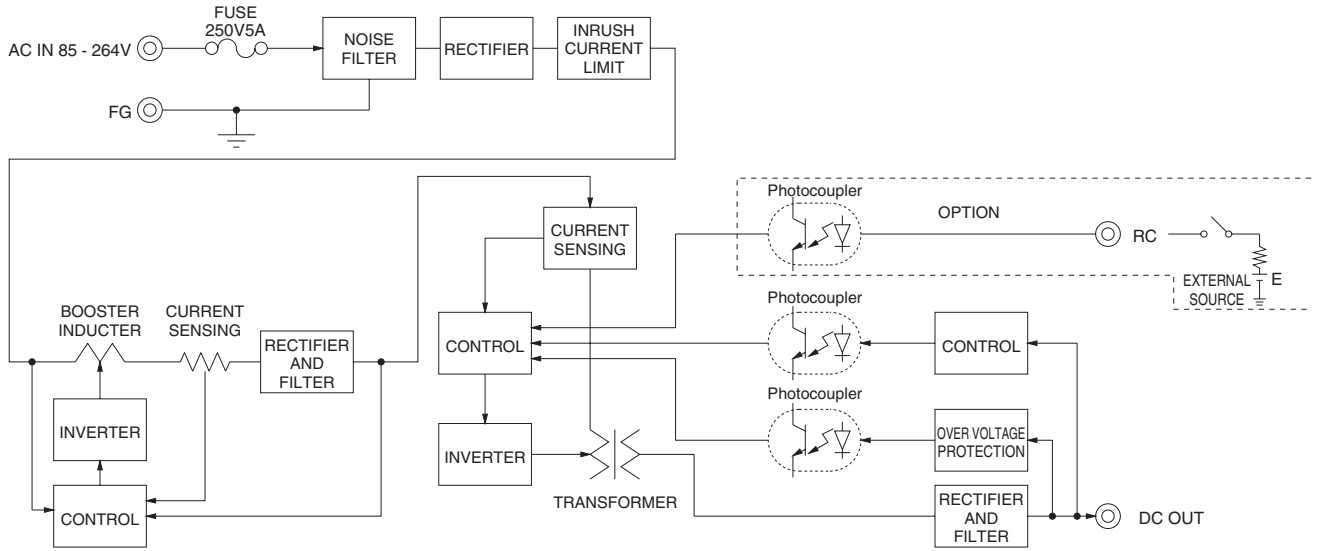 FUSE
250V5A
AC IN 85 - 264V
NOISE
FILTER
RECTIFIER
INRUSH
CURRENT
LIMIT
FG
Photocoupler
OPTION
RC
EXTERNAL
SOURCE
E
CURRENT
SENSING
BOOSTER
INDUCTER
CURRENT
SENSING
RECTIFIER
AND
FILTER
CONTROL
Photocoupler
CONTROL
Photocoupler
INVERTER
INVERTER
OVER VOLTAGE
PROTECTION
TRANSFORMER
CONTROL
RECTIFIER
AND
FILTER
DC OUT